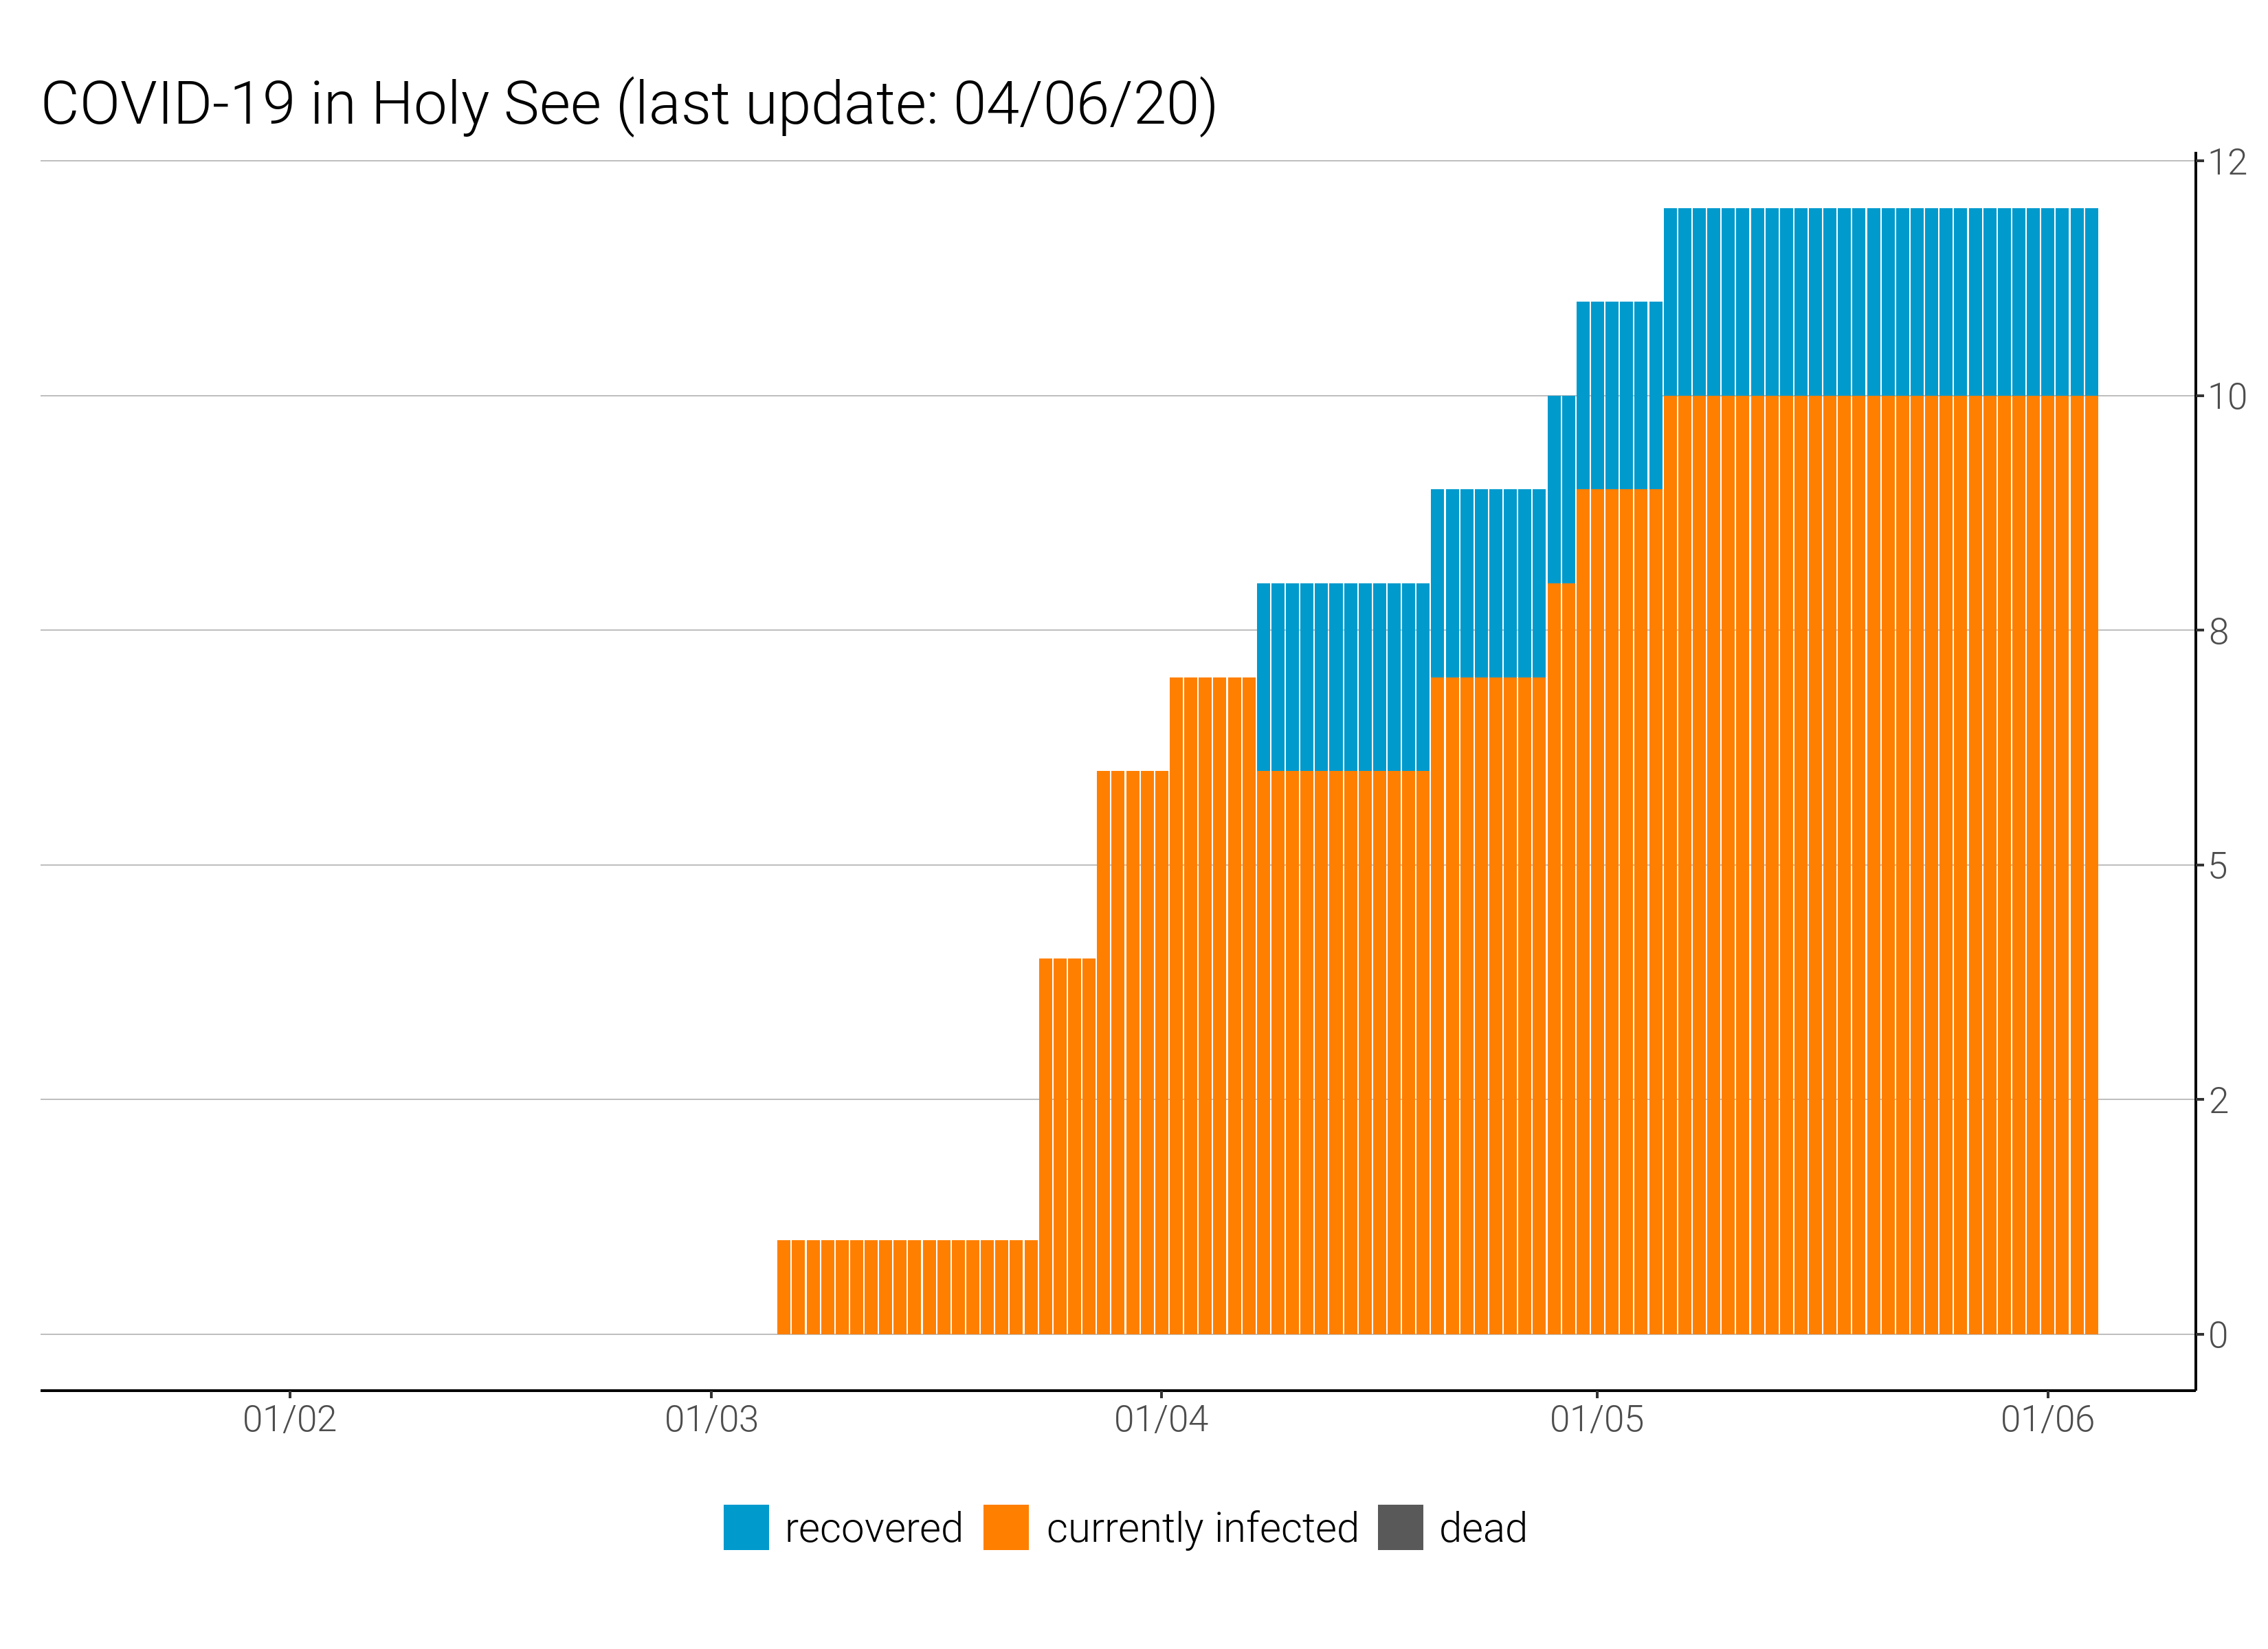 COVID-19 in Holy See (last update: 04/06/20)
12
10
8
5
2
0
01/02 01/03 01/04 01/05 01/06
recovered currently infected dead